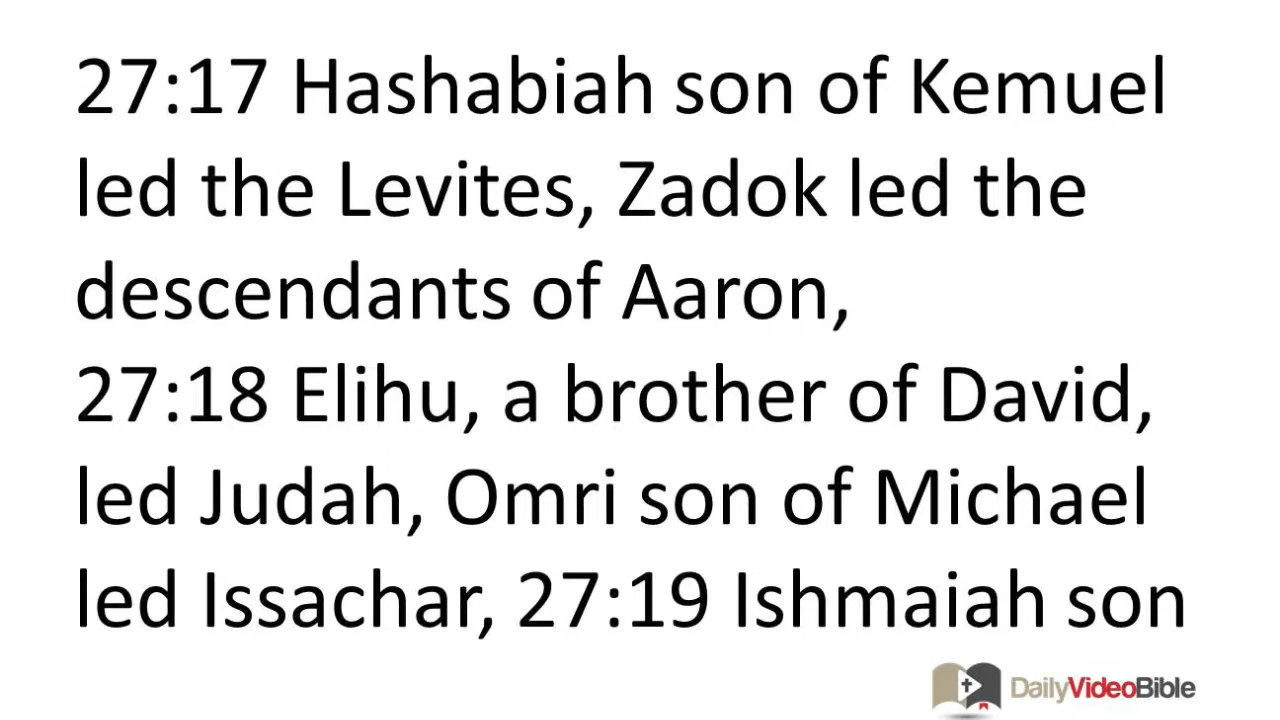 27:17 Hashabiah son of Kemuel
led the Levites, Zadok led the
descendants of Aaron,
27:18 Elihu, a brother of David,
led Judah, Omri son of Michael
led Issachar, 27:19 Ishmaiah son
DailyVideoBible